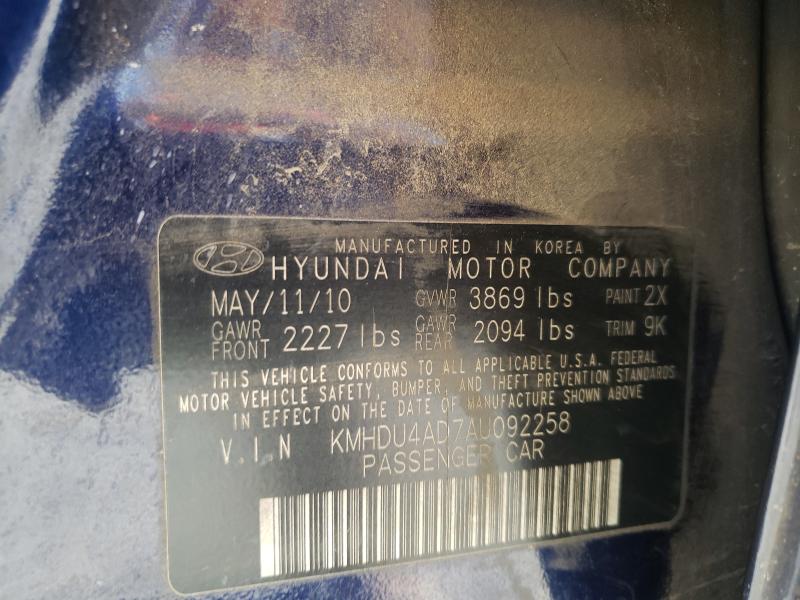 MANUFACTURED IN KOREA BY
HYUNDAI MOTOR COMPANY
MAY/11/10 GVWR 3869 lbs PAINT 2X
GAWR FRONT 2227 lbs GAWR REAR 2094 lbs TRIM 9K
THIS VEHICLE CONFORMS TO ALL APPLICABLE U.S.A. FEDERAL
MOTOR VEHICLE SAFETY, BUMPER, AND THEFT PREVENTION STANDARDS
IN EFFECT ON THE DATE OF MANUFACTURE SHOWN ABOVE
V.I.N KMHDU4AD7AU092258
PASSENGER CAR